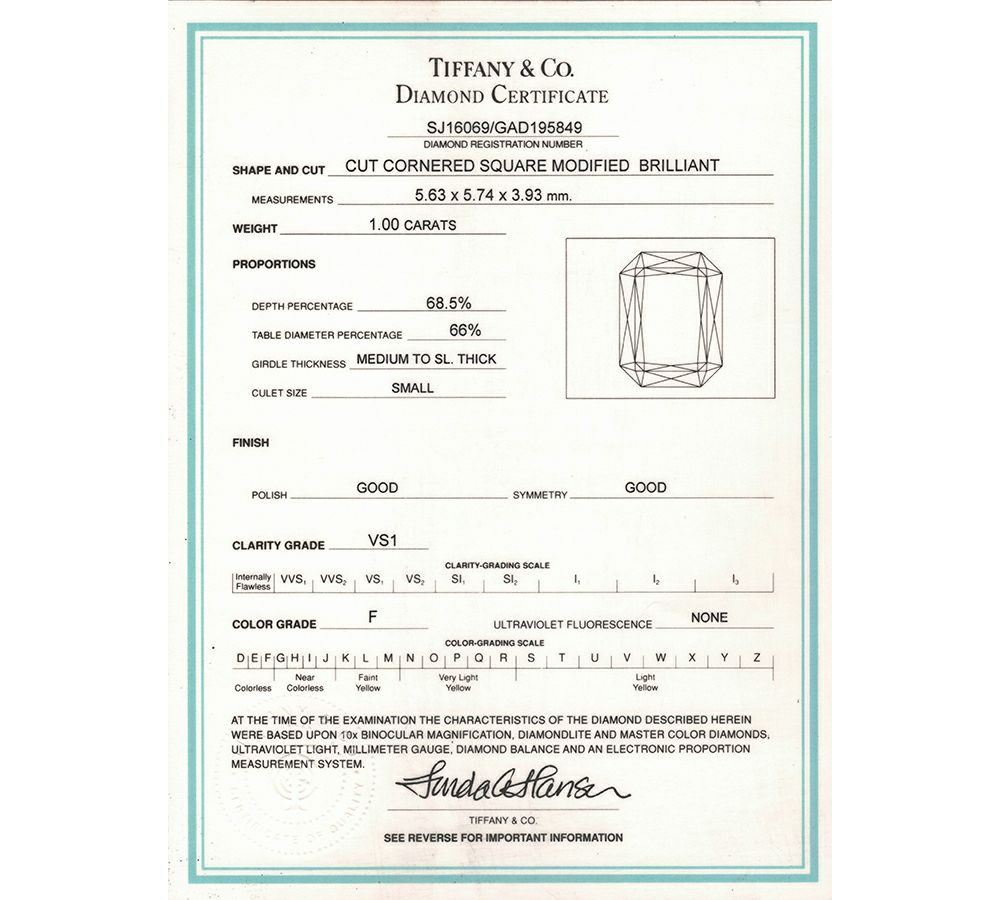 TIFFANY & CO.
DIAMOND CERTIFICATE
SJ16069/GAD195849
DIAMOND REGISTRATION NUMBER
SHAPE AND CUT CUT CORNERED SQUARE MODIFIED BRILLIANT
MEASUREMENTS 5.63 x 5.74 x 3.93 mm.
WEIGHT 1.00 CARATS
PROPORTIONS
DEPTH PERCENTAGE 68.5%
TABLE DIAMETER PERCENTAGE 66%
GIRDLE THICKNESS MEDIUM TO SL. THICK
CULET SIZE SMALL
FINISH
POLISH GOOD SYMMETRY GOOD
CLARITY GRADE VS1
CLARITY-GRADING SCALE
Internally Flawless VVS1 VVS2 VS1 VS2 SI1 SI2 I1 I2 I3
COLOR GRADE F ULTRAVIOLET FLUORESCENCE NONE
COLOR-GRADING SCALE
D E F G H I J K L M N O P Q R S T U V W X Y Z
Colorless Near Colorless Faint Yellow Very Light Yellow Light Yellow
AT THE TIME OF THE EXAMINATION THE CHARACTERISTICS OF THE DIAMOND DESCRIBED HEREIN
WERE BASED UPON 10x BINOCULAR MAGNIFICATION, DIAMONDLITE AND MASTER COLOR DIAMONDS,
ULTRAVIOLET LIGHT, MILLIMETER GAUGE, DIAMOND BALANCE AND AN ELECTRONIC PROPORTION
MEASUREMENT SYSTEM.
TIFFANY & CO.
SEE REVERSE FOR IMPORTANT INFORMATION